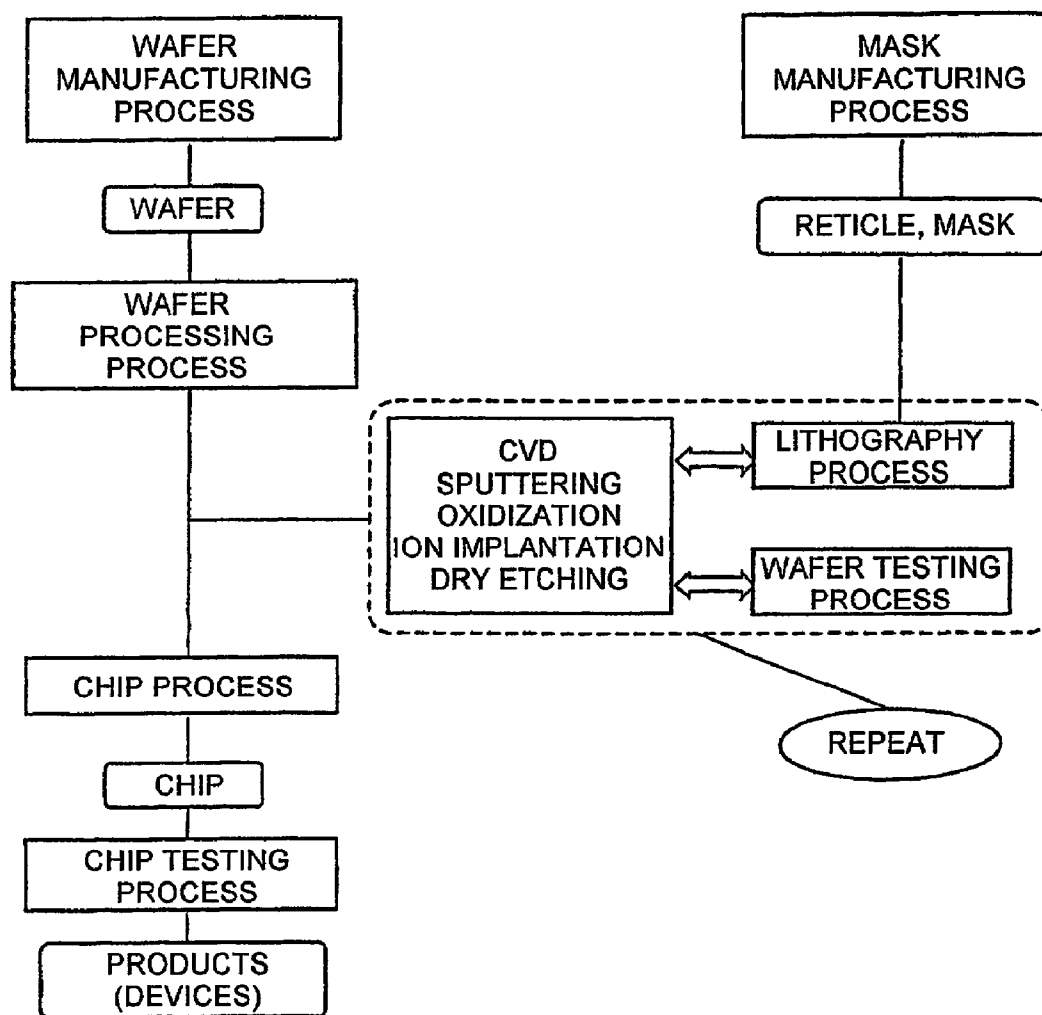 WAFER
MANUFACTURING
PROCESS
WAFER
WAFER
PROCESSING
PROCESS
MASK
MANUFACTURING
PROCESS
RETICLE, MASK
CVD
SPUTTERING
OXIDIZATION
ION IMPLANTATION
DRY ETCHING
LITHOGRAPHY
PROCESS
WAFER TESTING
PROCESS
REPEAT
CHIP PROCESS
CHIP
CHIP TESTING
PROCESS
PRODUCTS
(DEVICES)